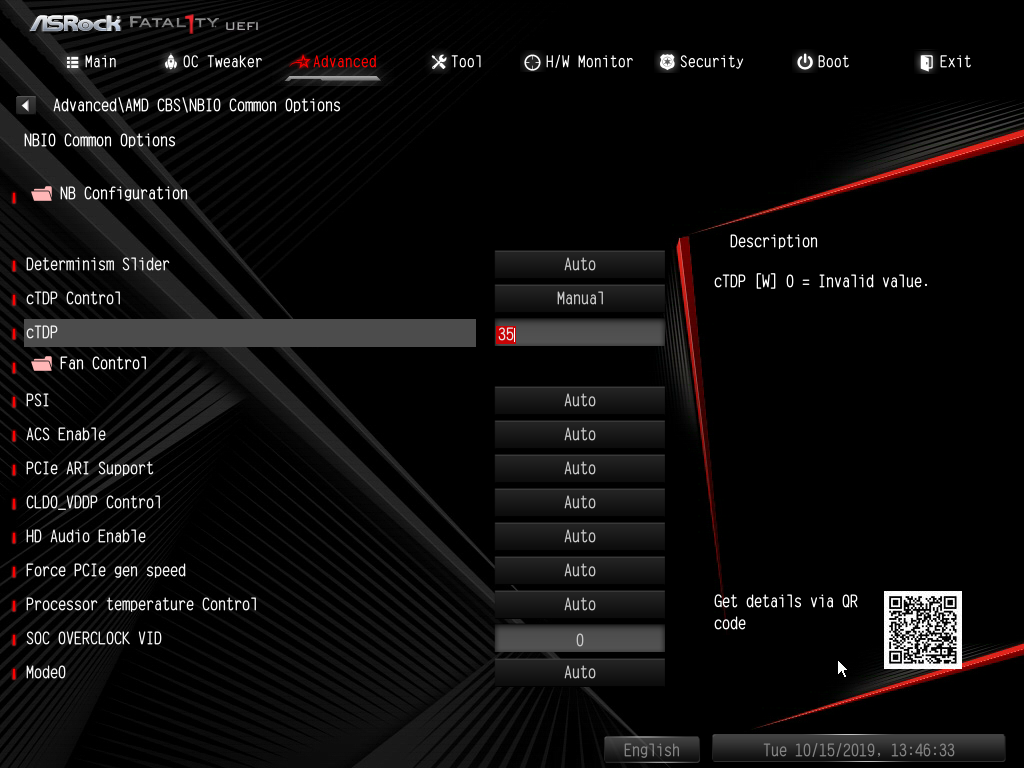 ASRock FATAL1TY UEFI
Main OC Tweaker Advanced Tool H/W Monitor Security Boot Exit
Advanced\AMD CBS\NBIO Common Options
NBIO Common Options
NB Configuration
Description
Determinism Slider Auto
cTDP [W] 0 = Invalid value.
cTDP Control Manual
cTDP 35
Fan Control
PSI Auto
ACS Enable Auto
PCIe ARI Support Auto
CLDO_VDDP Control Auto
HD Audio Enable Auto
Force PCIe gen speed Auto
Processor temperature Control Auto
Get details via QR
code
SOC OVERCLOCK VID 0
Mode0 Auto
English Tue 10/15/2019, 13:46:33